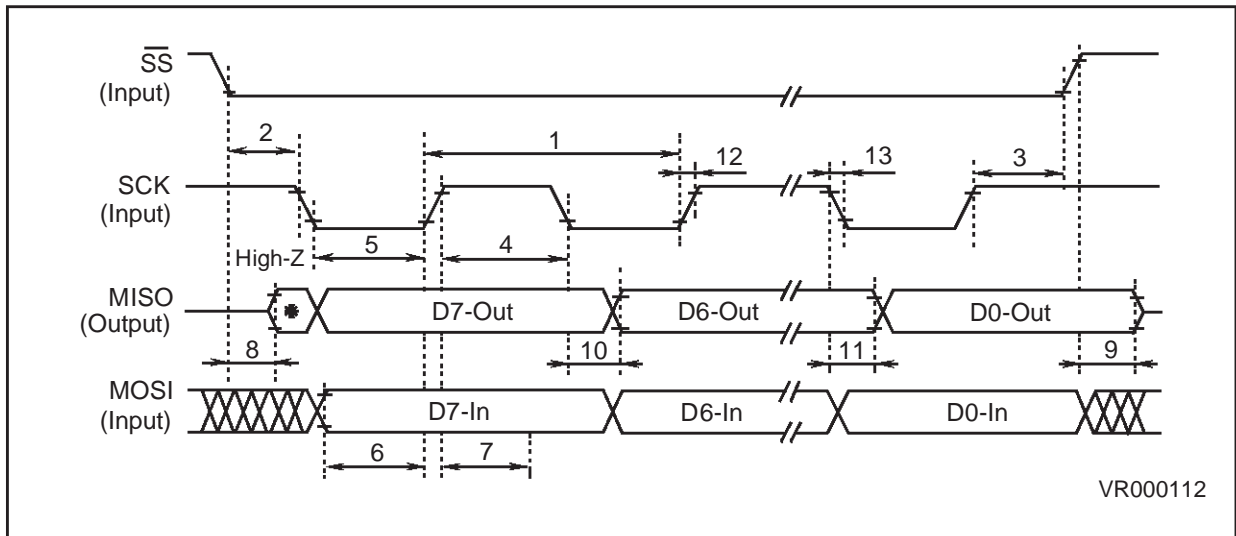 SS
(Input)
2
1
12
13
3
SCK
(Input)
High-Z
5
4
MISO
(Output)
D7-Out
D6-Out
D0-Out
8
10
11
9
MOSI
(Input)
D7-In
D6-In
D0-In
6
7
VR000112